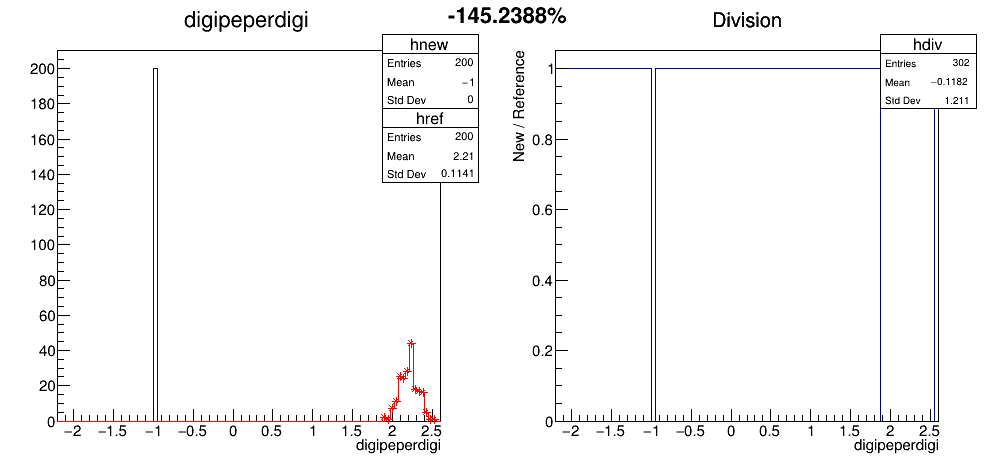 -145.2388%
digipeperdigi
hnew
Entries 200
Mean −1
Std Dev 0
href
Entries 200
Mean 2.21
Std Dev 0.1141
200
180
160
140
120
100
80
60
40
20
0
−2 −1.5 −1 −0.5 0 0.5 1 1.5 2 2.5
digipeperdigi
Division
hdiv
Entries 302
Mean −0.1182
Std Dev 1.211
New / Reference
1
0.8
0.6
0.4
0.2
0
−2 −1.5 −1 −0.5 0 0.5 1 1.5 2 2.5
digipeperdigi